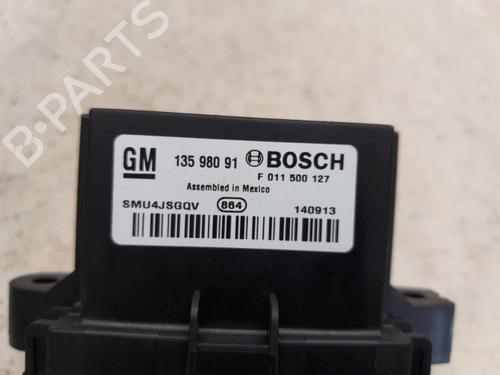 GM 135 980 91 BOSCH
F 011 500 127
Assembled in Mexico
SMU4JSGQV 864 140913
B-PARTS